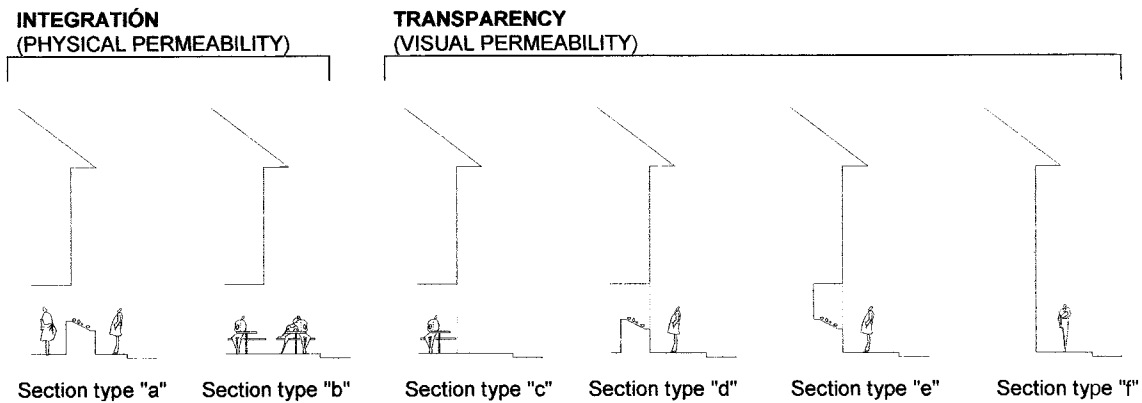 INTEGRATIÓN
(PHYSICAL PERMEABILITY)
TRANSPARENCY
(VISUAL PERMEABILITY)
Section type "a"
Section type "b"
Section type "c"
Section type "d"
Section type "e"
Section type "f"